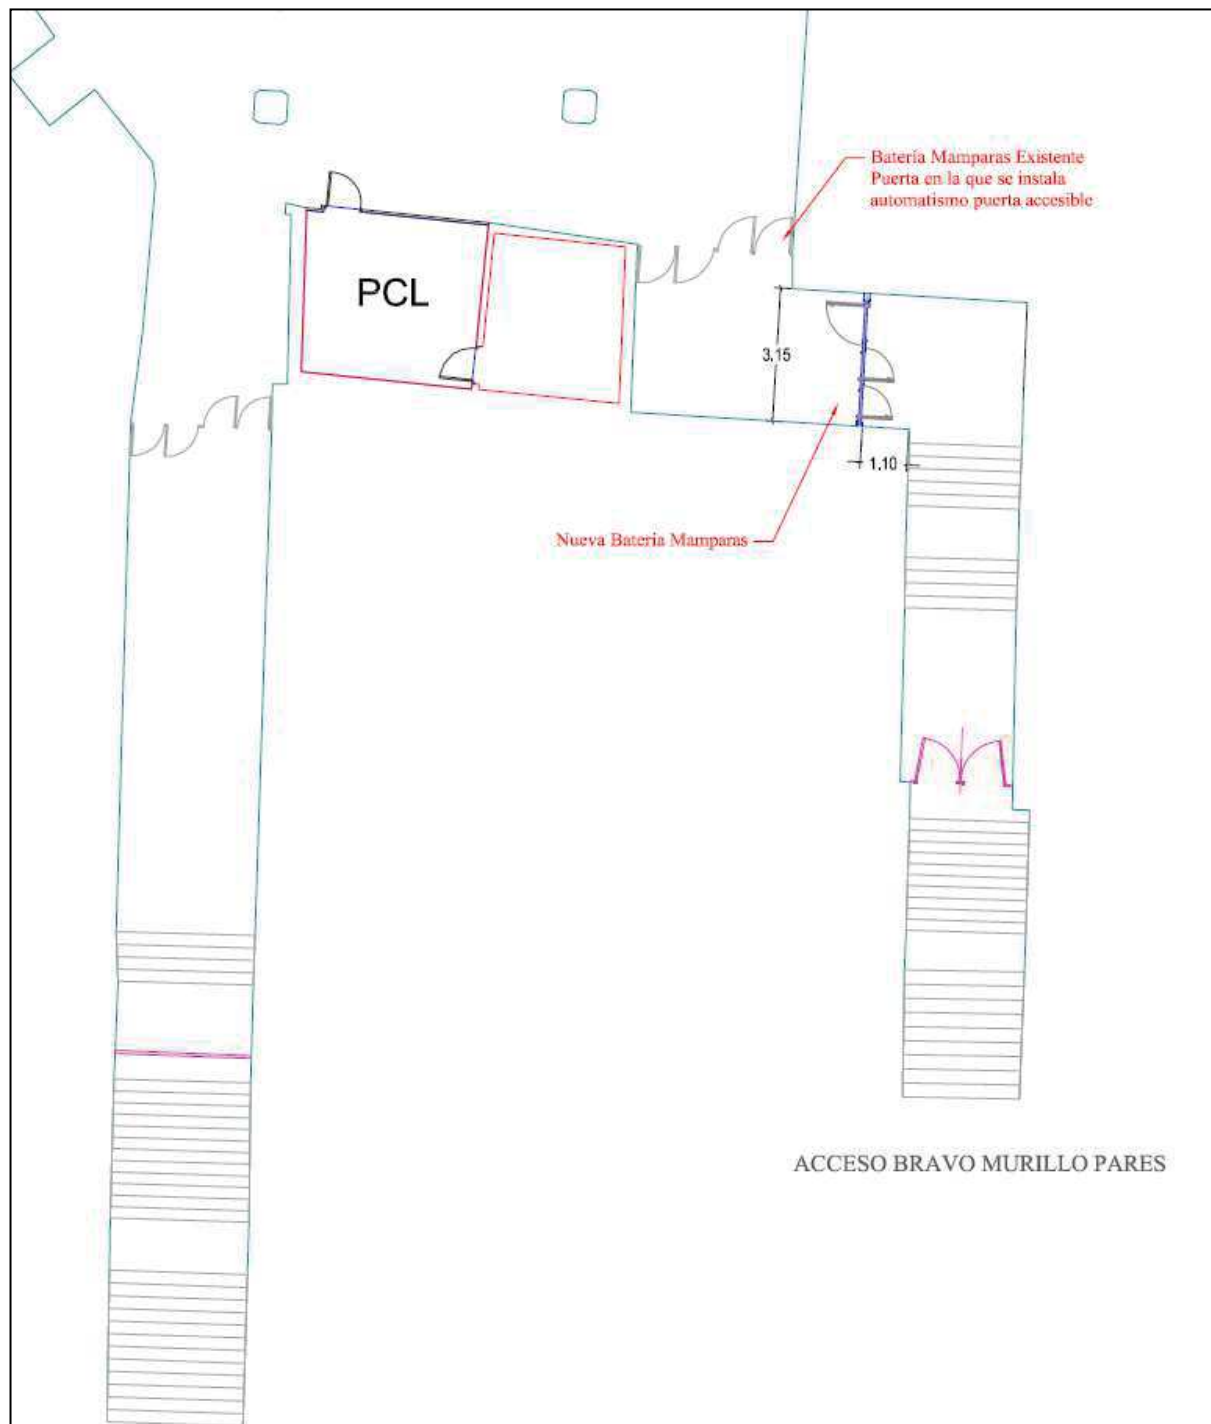 Batería Mamparas Existente
Puerta en la que se instala
automatismo puerta accesible
PCL
3,15
1,10
Nueva Batería Mamparas
ACCESO BRAVO MURILLO PARES